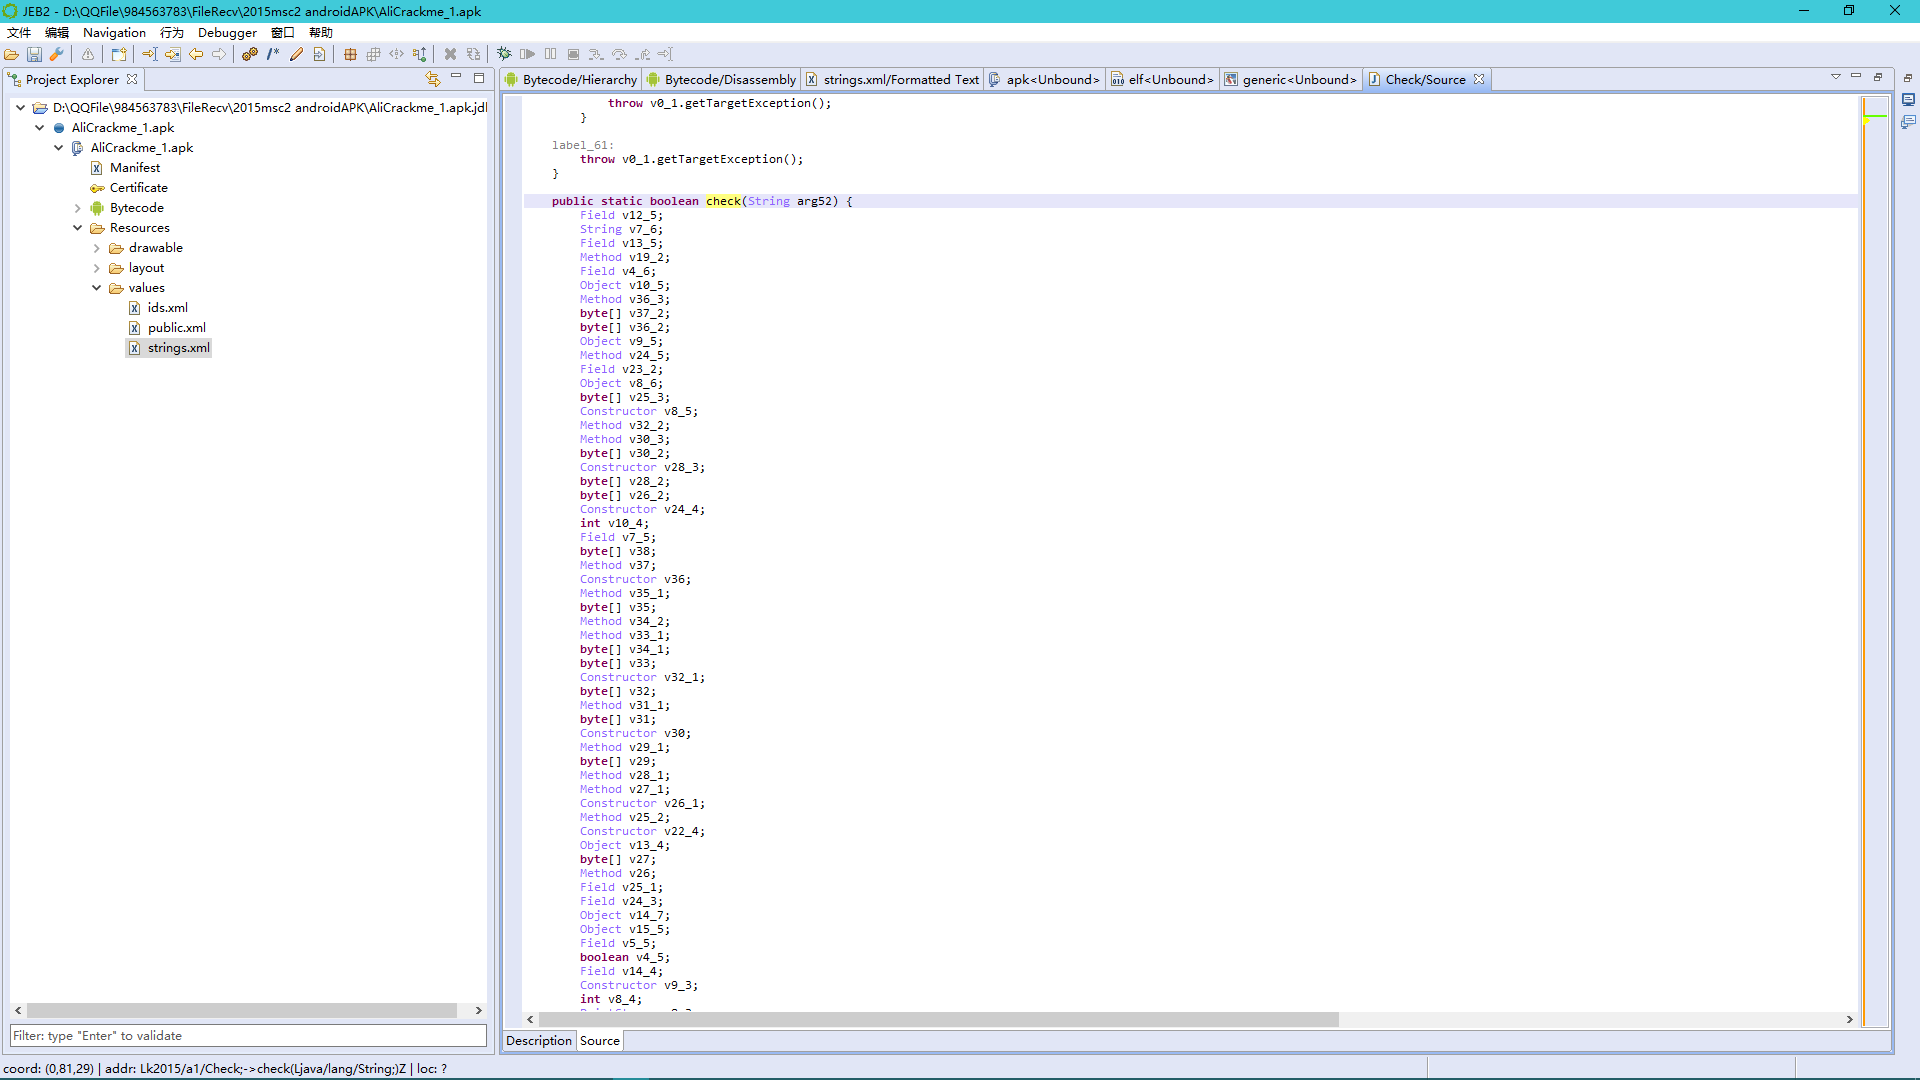 JEB2 - D:\QQFile\984563783\FileRecv\2015msc2 androidAPK\AliCrackme_1.apk
文件 编辑 Navigation 行为 Debugger 窗口 帮助
Project Explorer
D:\QQFile\984563783\FileRecv\2015msc2 androidAPK\AliCrackme_1.apk.jdl
AliCrackme_1.apk
AliCrackme_1.apk
Manifest
Certificate
Bytecode
Resources
drawable
layout
values
ids.xml
public.xml
strings.xml
Filter: type "Enter" to validate
Bytecode/Hierarchy Bytecode/Disassembly strings.xml/Formatted Text apk<Unbound> elf<Unbound> generic<Unbound> Check/Source
throw v0_1.getTargetException();
}
label_61:
throw v0_1.getTargetException();
}
public static boolean check(String arg52) {
Field v12_5;
String v7_6;
Field v13_5;
Method v19_2;
Field v4_6;
Object v10_5;
Method v36_3;
byte[] v37_2;
byte[] v36_2;
Object v9_5;
Method v24_5;
Field v23_2;
Object v8_6;
byte[] v25_3;
Constructor v8_5;
Method v32_2;
Method v30_3;
byte[] v30_2;
Constructor v28_3;
byte[] v28_2;
byte[] v26_2;
Constructor v24_4;
int v10_4;
Field v7_5;
byte[] v38;
Method v37;
Constructor v36;
Method v35_1;
byte[] v35;
Method v34_2;
Method v33_1;
byte[] v34_1;
byte[] v33;
Constructor v32_1;
byte[] v32;
Method v31_1;
byte[] v31;
Constructor v30;
Method v29_1;
byte[] v29;
Method v28_1;
Method v27_1;
Constructor v26_1;
Method v25_2;
Constructor v22_4;
Object v13_4;
byte[] v27;
Method v26;
Field v25_1;
Field v24_3;
Object v14_7;
Object v15_5;
Field v5_5;
boolean v4_5;
Field v14_4;
Constructor v9_3;
int v8_4;
Description Source
coord: (0,81,29) | addr: Lk2015/a1/Check;->check(Ljava/lang/String;)Z | loc: ?